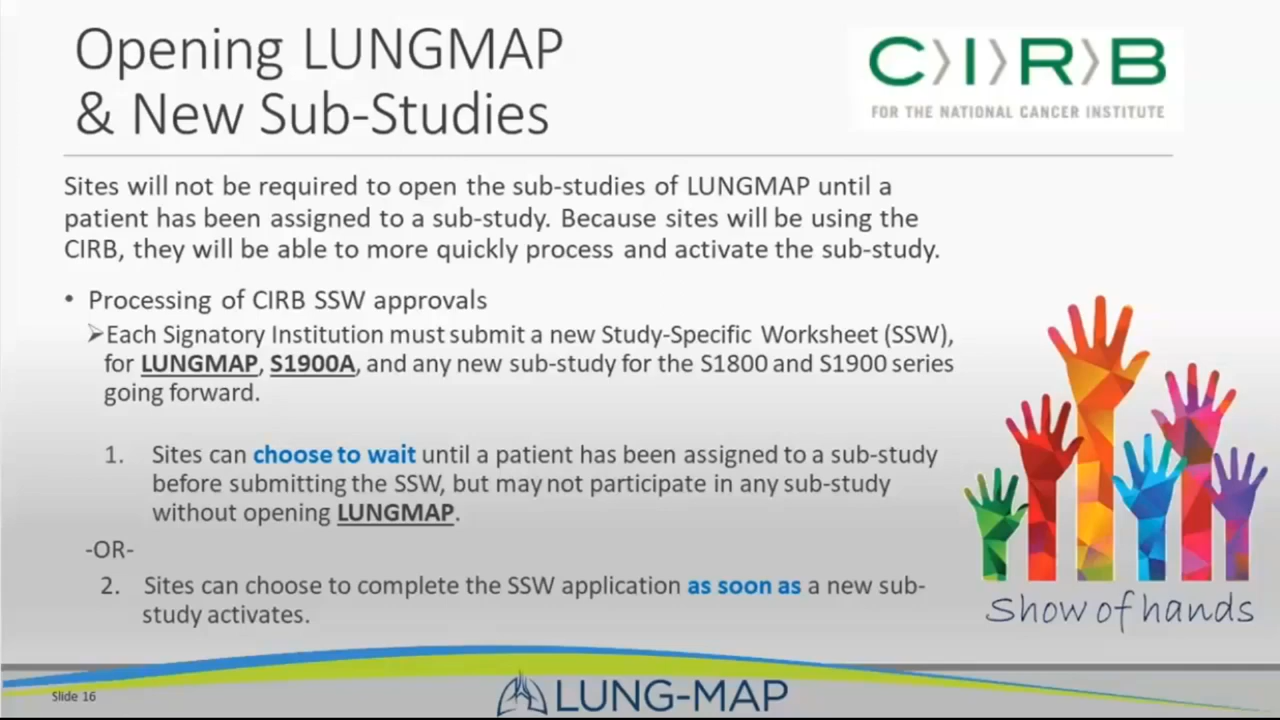 Opening LUNGMAP
& New Sub-Studies
C›I›R›B
FOR THE NATIONAL CANCER INSTITUTE
Sites will not be required to open the sub-studies of LUNGMAP until a
patient has been assigned to a sub-study. Because sites will be using the
CIRB, they will be able to more quickly process and activate the sub-study.
• Processing of CIRB SSW approvals
➢Each Signatory Institution must submit a new Study-Specific Worksheet (SSW),
for LUNGMAP, S1900A, and any new sub-study for the S1800 and S1900 series
going forward.
1. Sites can choose to wait until a patient has been assigned to a sub-study
before submitting the SSW, but may not participate in any sub-study
without opening LUNGMAP.
-OR-
2. Sites can choose to complete the SSW application as soon as a new sub-
study activates.
Show of hands
Slide 16
LUNG-MAP